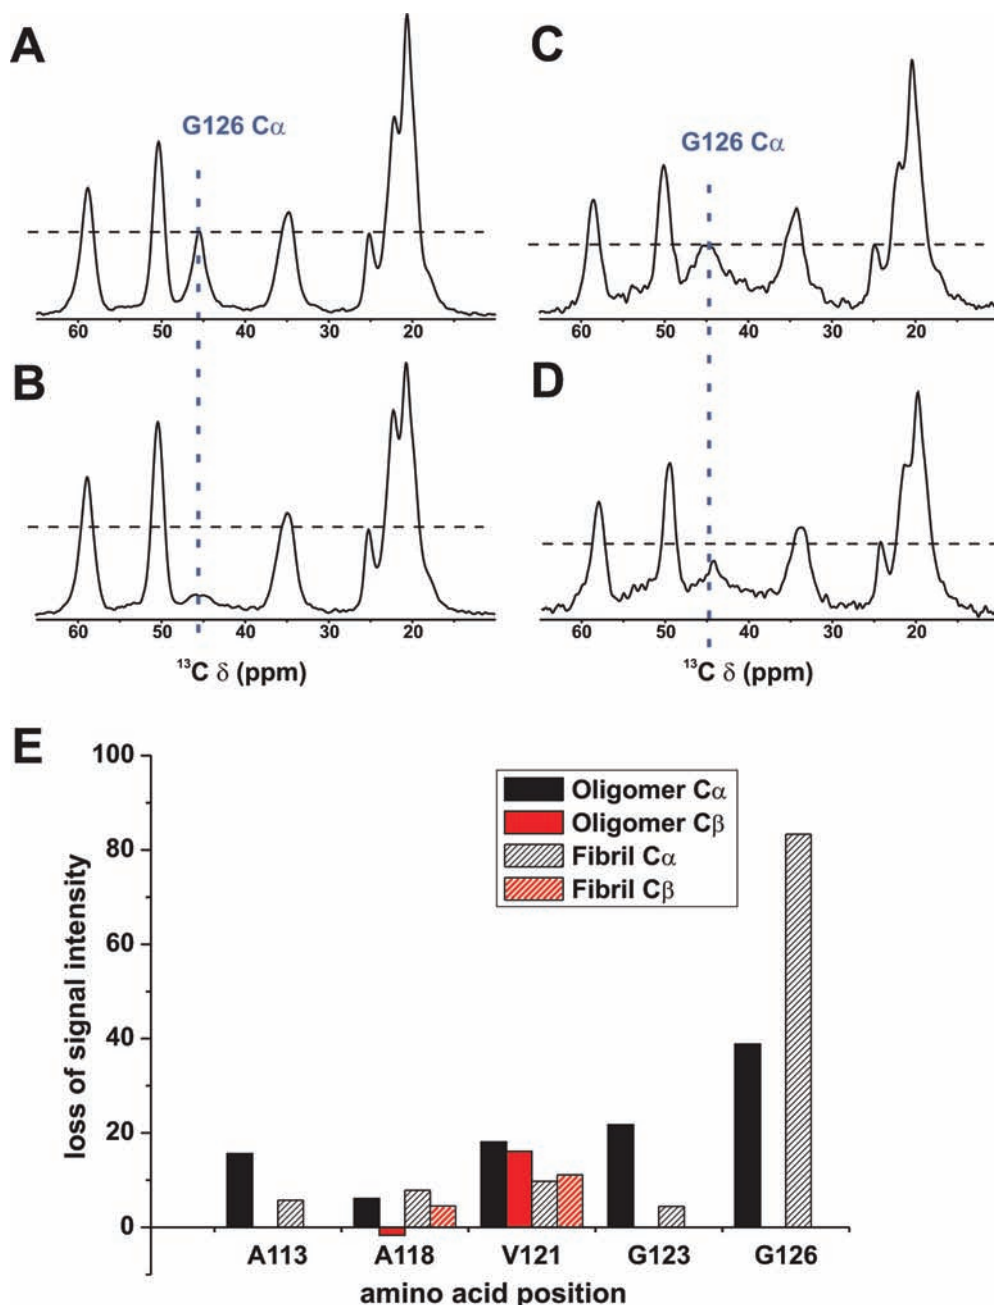 A
G126 Cα
60 50 40 30 20
B
60 50 40 30 20
¹³C δ (ppm)
C
G126 Cα
60 50 40 30 20
D
60 50 40 30 20
¹³C δ (ppm)
E
loss of signal intensity
100
80
60
40
20
0
Oligomer Cα
Oligomer Cβ
Fibril Cα
Fibril Cβ
A113 A118 V121 G123 G126
amino acid position